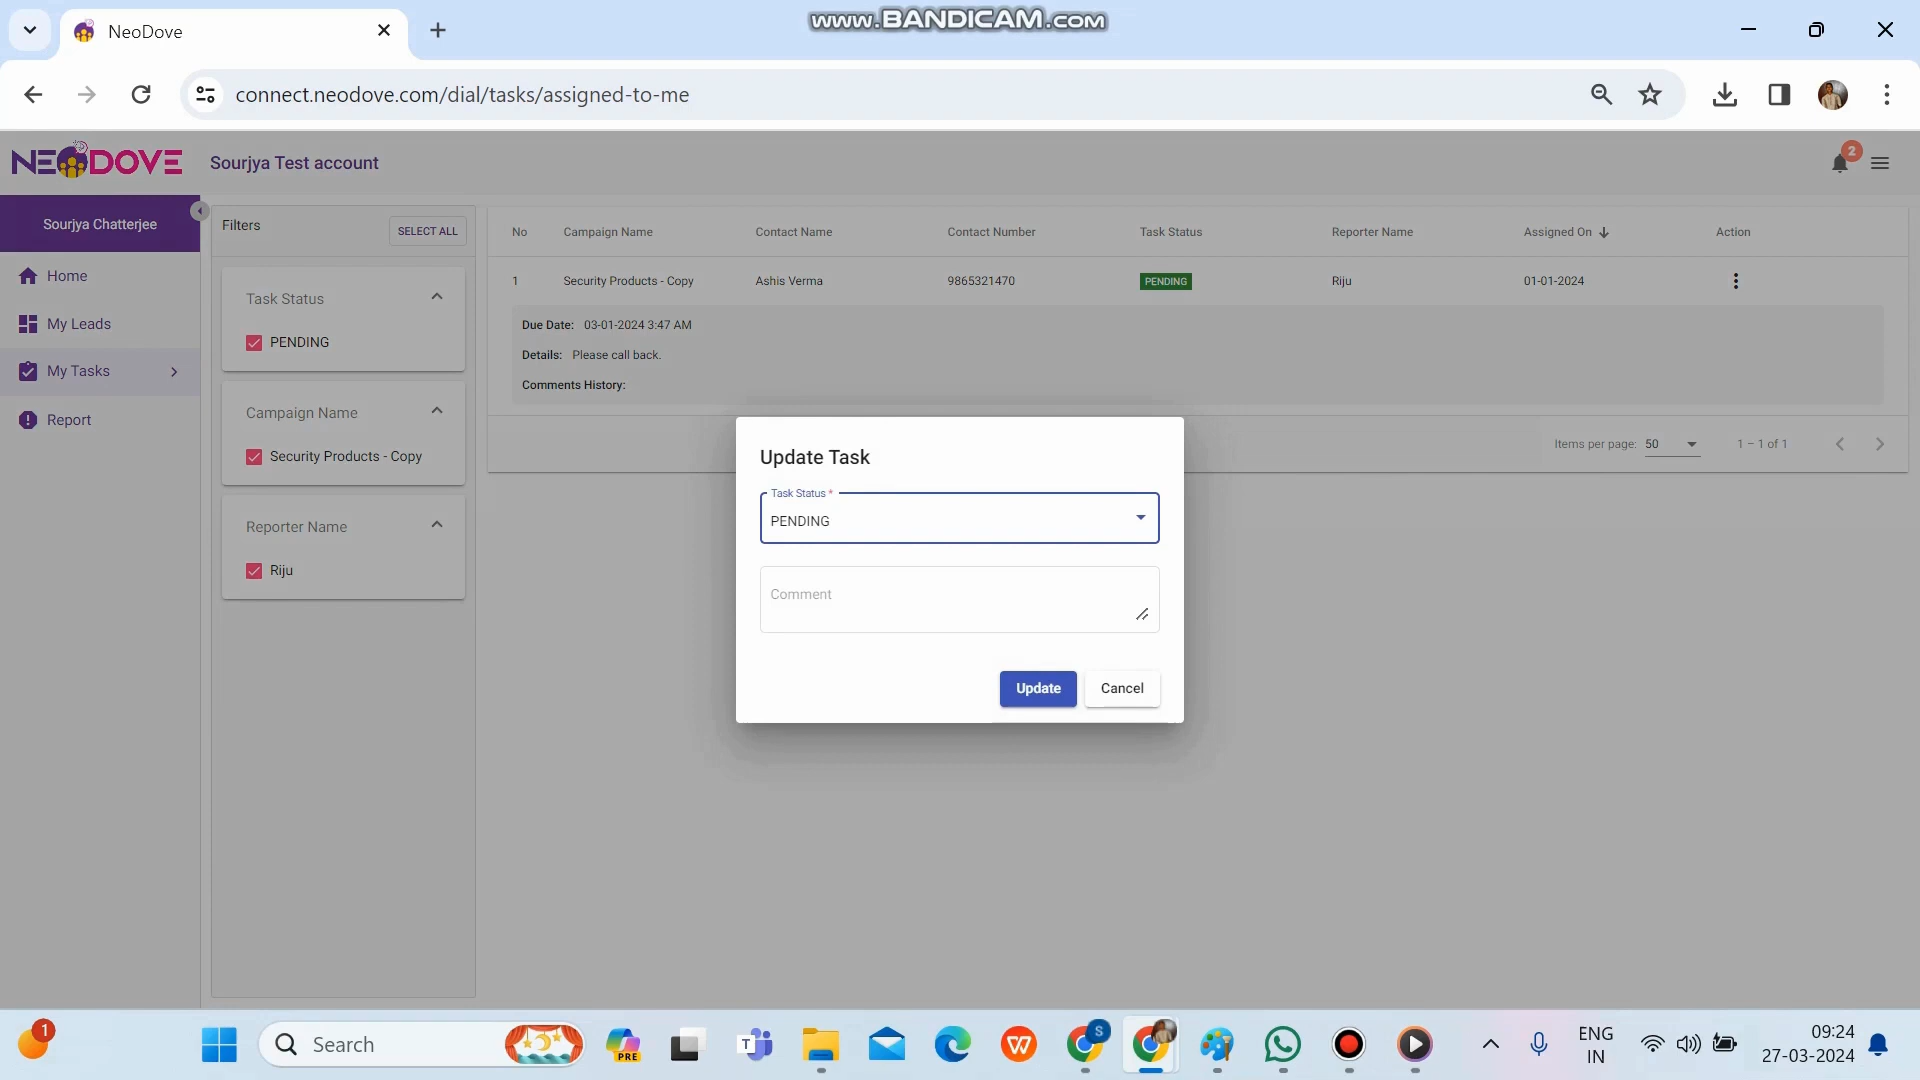 NeoDove
www.BANDICAM.com
connect.neodove.com/dial/tasks/assigned-to-me
NEODOVE
Sourjya Test account
2
Sourjya Chatterjee
Home
My Leads
My Tasks
Report
Filters
SELECT ALL
Task Status
PENDING
Campaign Name
Security Products - Copy
Reporter Name
Riju
No Campaign Name Contact Name Contact Number Task Status Reporter Name Assigned On Action
1 Security Products - Copy Ashis Verma 9865321470 PENDING Riju 01-01-2024
Due Date: 03-01-2024 3:47 AM
Details: Please call back.
Comments History:
Items per page: 50 1 – 1 of 1
Update Task
Task Status *
PENDING
Comment
Update Cancel
1
Search
PRE
T
W
S
ENG
IN
09:24
27-03-2024